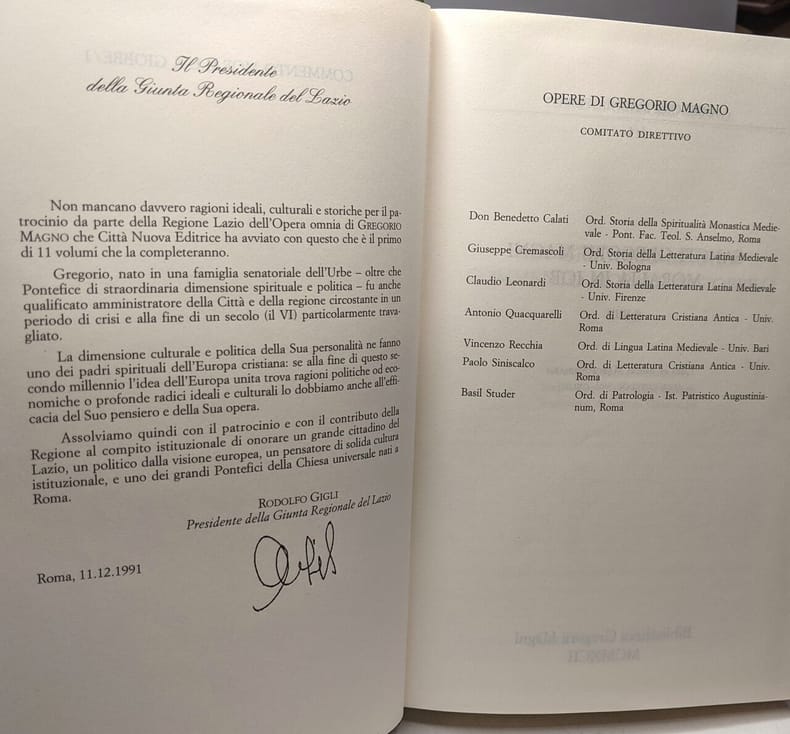 Il Presidente
della Giunta Regionale del Lazio
Non mancano davvero ragioni ideali, culturali e storiche per il pa-
trocinio da parte della Regione Lazio dell'Opera omnia di GREGORIO
MAGNO che Città Nuova Editrice ha avviato con questo che è il primo
di 11 volumi che la completeranno.
Gregorio, nato in una famiglia senatoriale dell'Urbe – oltre che
Pontefice di straordinaria dimensione spirituale e politica – fu anche
qualificato amministratore della Città e della regione circostante in un
periodo di crisi e alla fine di un secolo (il VI) particolarmente trava-
gliato.
La dimensione culturale e politica della Sua personalità ne fanno
uno dei padri spirituali dell'Europa cristiana: se alla fine di questo se-
condo millennio l'idea dell'Europa unita trova ragioni politiche od eco-
nomiche o profonde radici ideali e culturali lo dobbiamo anche all'effi-
cacia del Suo pensiero e della Sua opera.
Assolviamo quindi con il patrocinio e con il contributo della
Regione al compito istituzionale di onorare un grande cittadino del
Lazio, un politico dalla visione europea, un pensatore di solida cultura
istituzionale, e uno dei grandi Pontefici della Chiesa universale nati a
Roma.
RODOLFO GIGLI
Presidente della Giunta Regionale del Lazio
Roma, 11.12.1991
OPERE DI GREGORIO MAGNO
COMITATO DIRETTIVO
Don Benedetto Calati Ord. Storia della Spiritualità Monastica Medie-
vale - Pont. Fac. Teol. S. Anselmo, Roma
Giuseppe Cremascoli Ord. Storia della Letteratura Latina Medievale
- Univ. Bologna
Claudio Leonardi Ord. Storia della Letteratura Latina Medievale
- Univ. Firenze
Antonio Quacquarelli Ord. di Letteratura Cristiana Antica - Univ.
Roma
Vincenzo Recchia Ord. di Lingua Latina Medievale - Univ. Bari
Paolo Siniscalco Ord. di Letteratura Cristiana Antica - Univ.
Roma
Basil Studer Ord. di Patrologia - Ist. Patristico Augustinia-
num, Roma